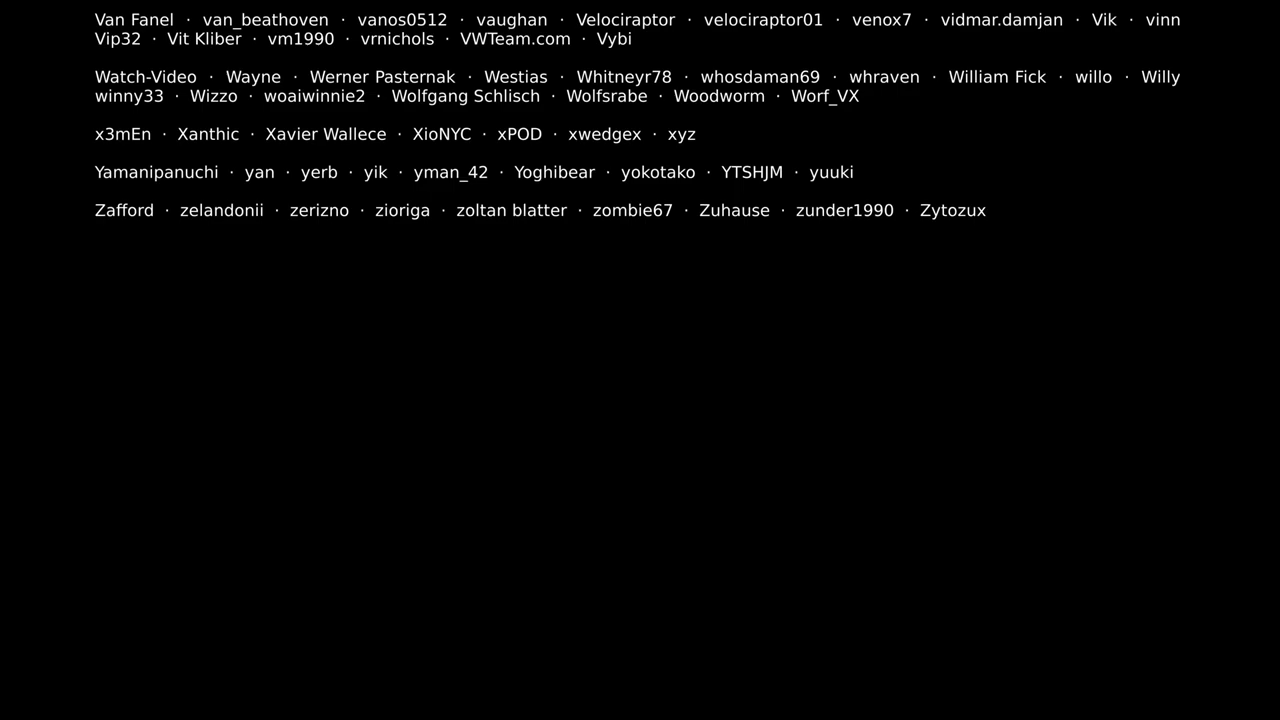 Van Fanel · van_beathoven · vanos0512 · vaughan · Velociraptor · velociraptor01 · venox7 · vidmar.damjan · Vik · vinn
Vip32 · Vit Kliber · vm1990 · vrnichols · VWTeam.com · Vybi
Watch-Video · Wayne · Werner Pasternak · Westias · Whitneyr78 · whosdaman69 · whraven · William Fick · willo · Willy
winny33 · Wizzo · woaiwinnie2 · Wolfgang Schlisch · Wolfsrabe · Woodworm · Worf_VX
x3mEn · Xanthic · Xavier Wallece · XioNYC · xPOD · xwedgex · xyz
Yamanipanuchi · yan · yerb · yik · yman_42 · Yoghibear · yokotako · YTSHJM · yuuki
Zafford · zelandonii · zerizno · zioriga · zoltan blatter · zombie67 · Zuhause · zunder1990 · Zytozux